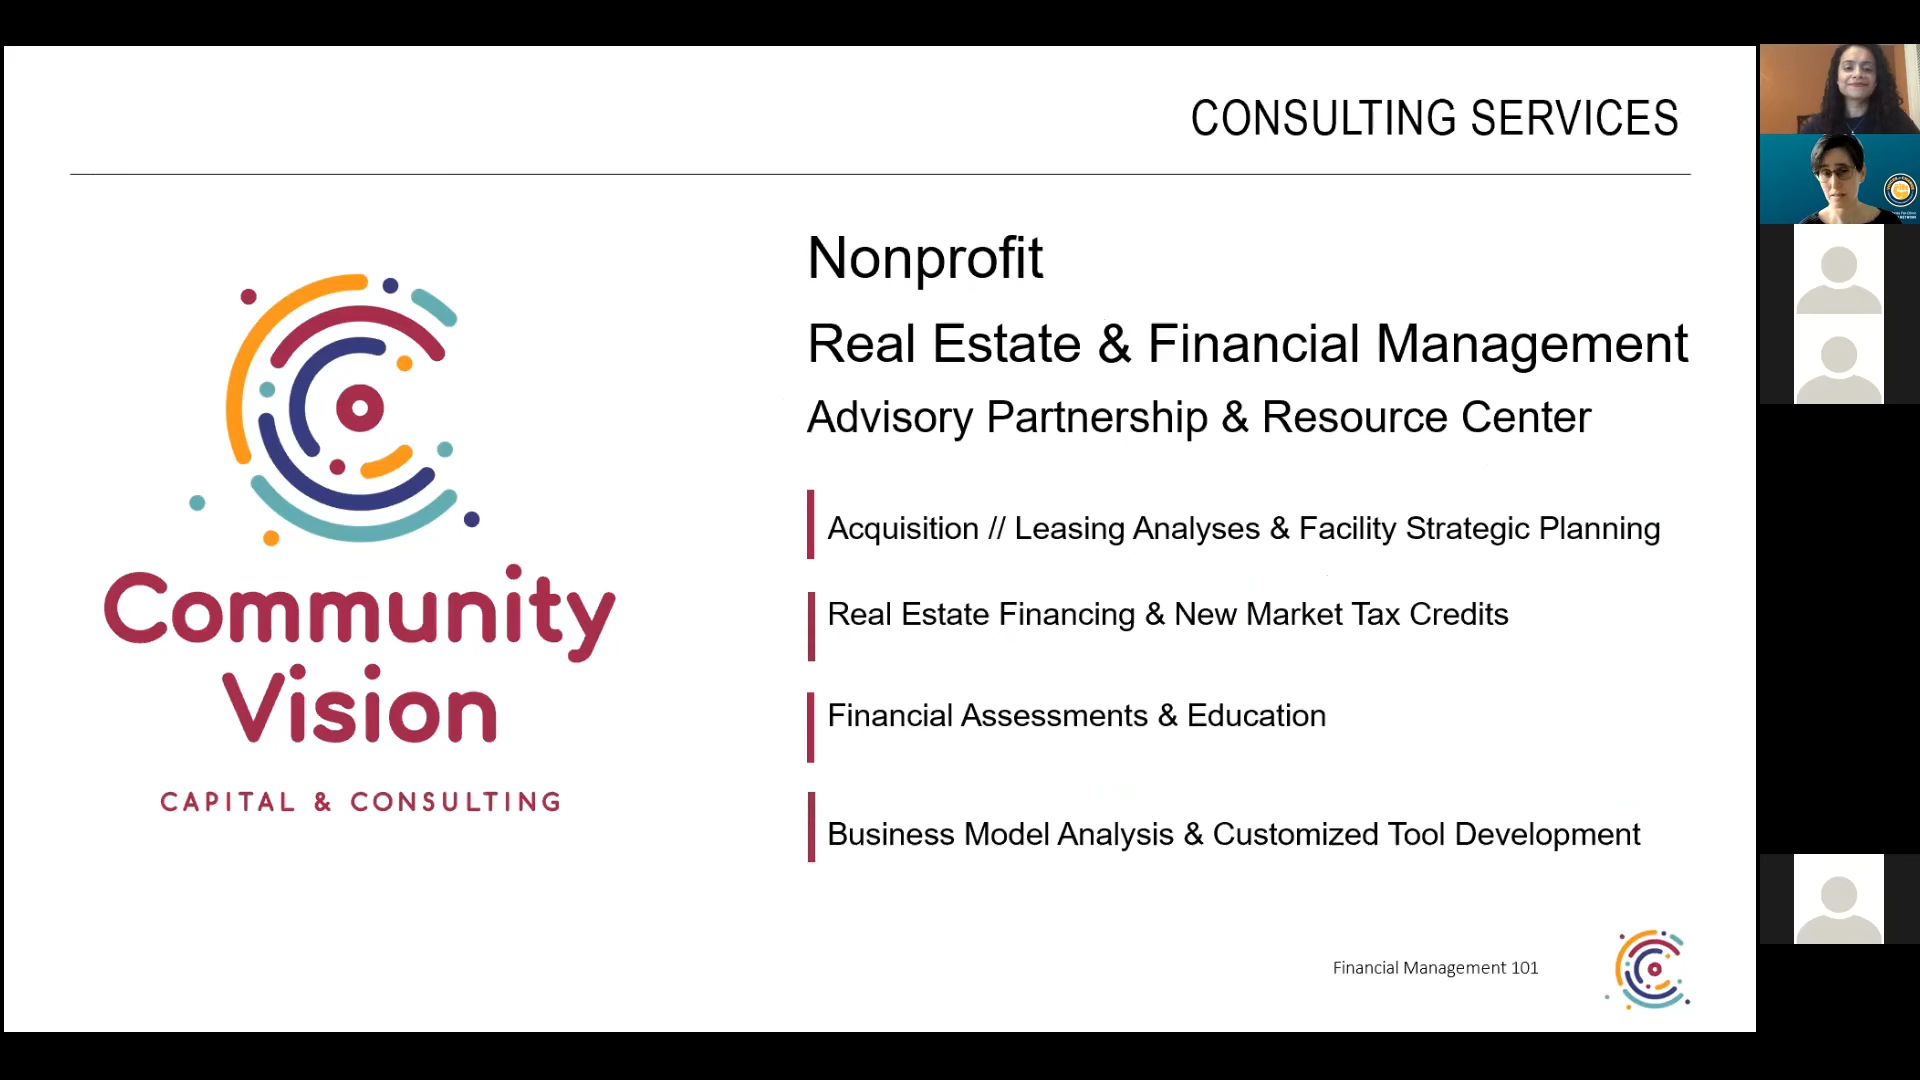 CONSULTING SERVICES
Nonprofit
Real Estate & Financial Management
Advisory Partnership & Resource Center
Acquisition // Leasing Analyses & Facility Strategic Planning
Real Estate Financing & New Market Tax Credits
Financial Assessments & Education
Business Model Analysis & Customized Tool Development
Community
Vision
CAPITAL & CONSULTING
Financial Management 101